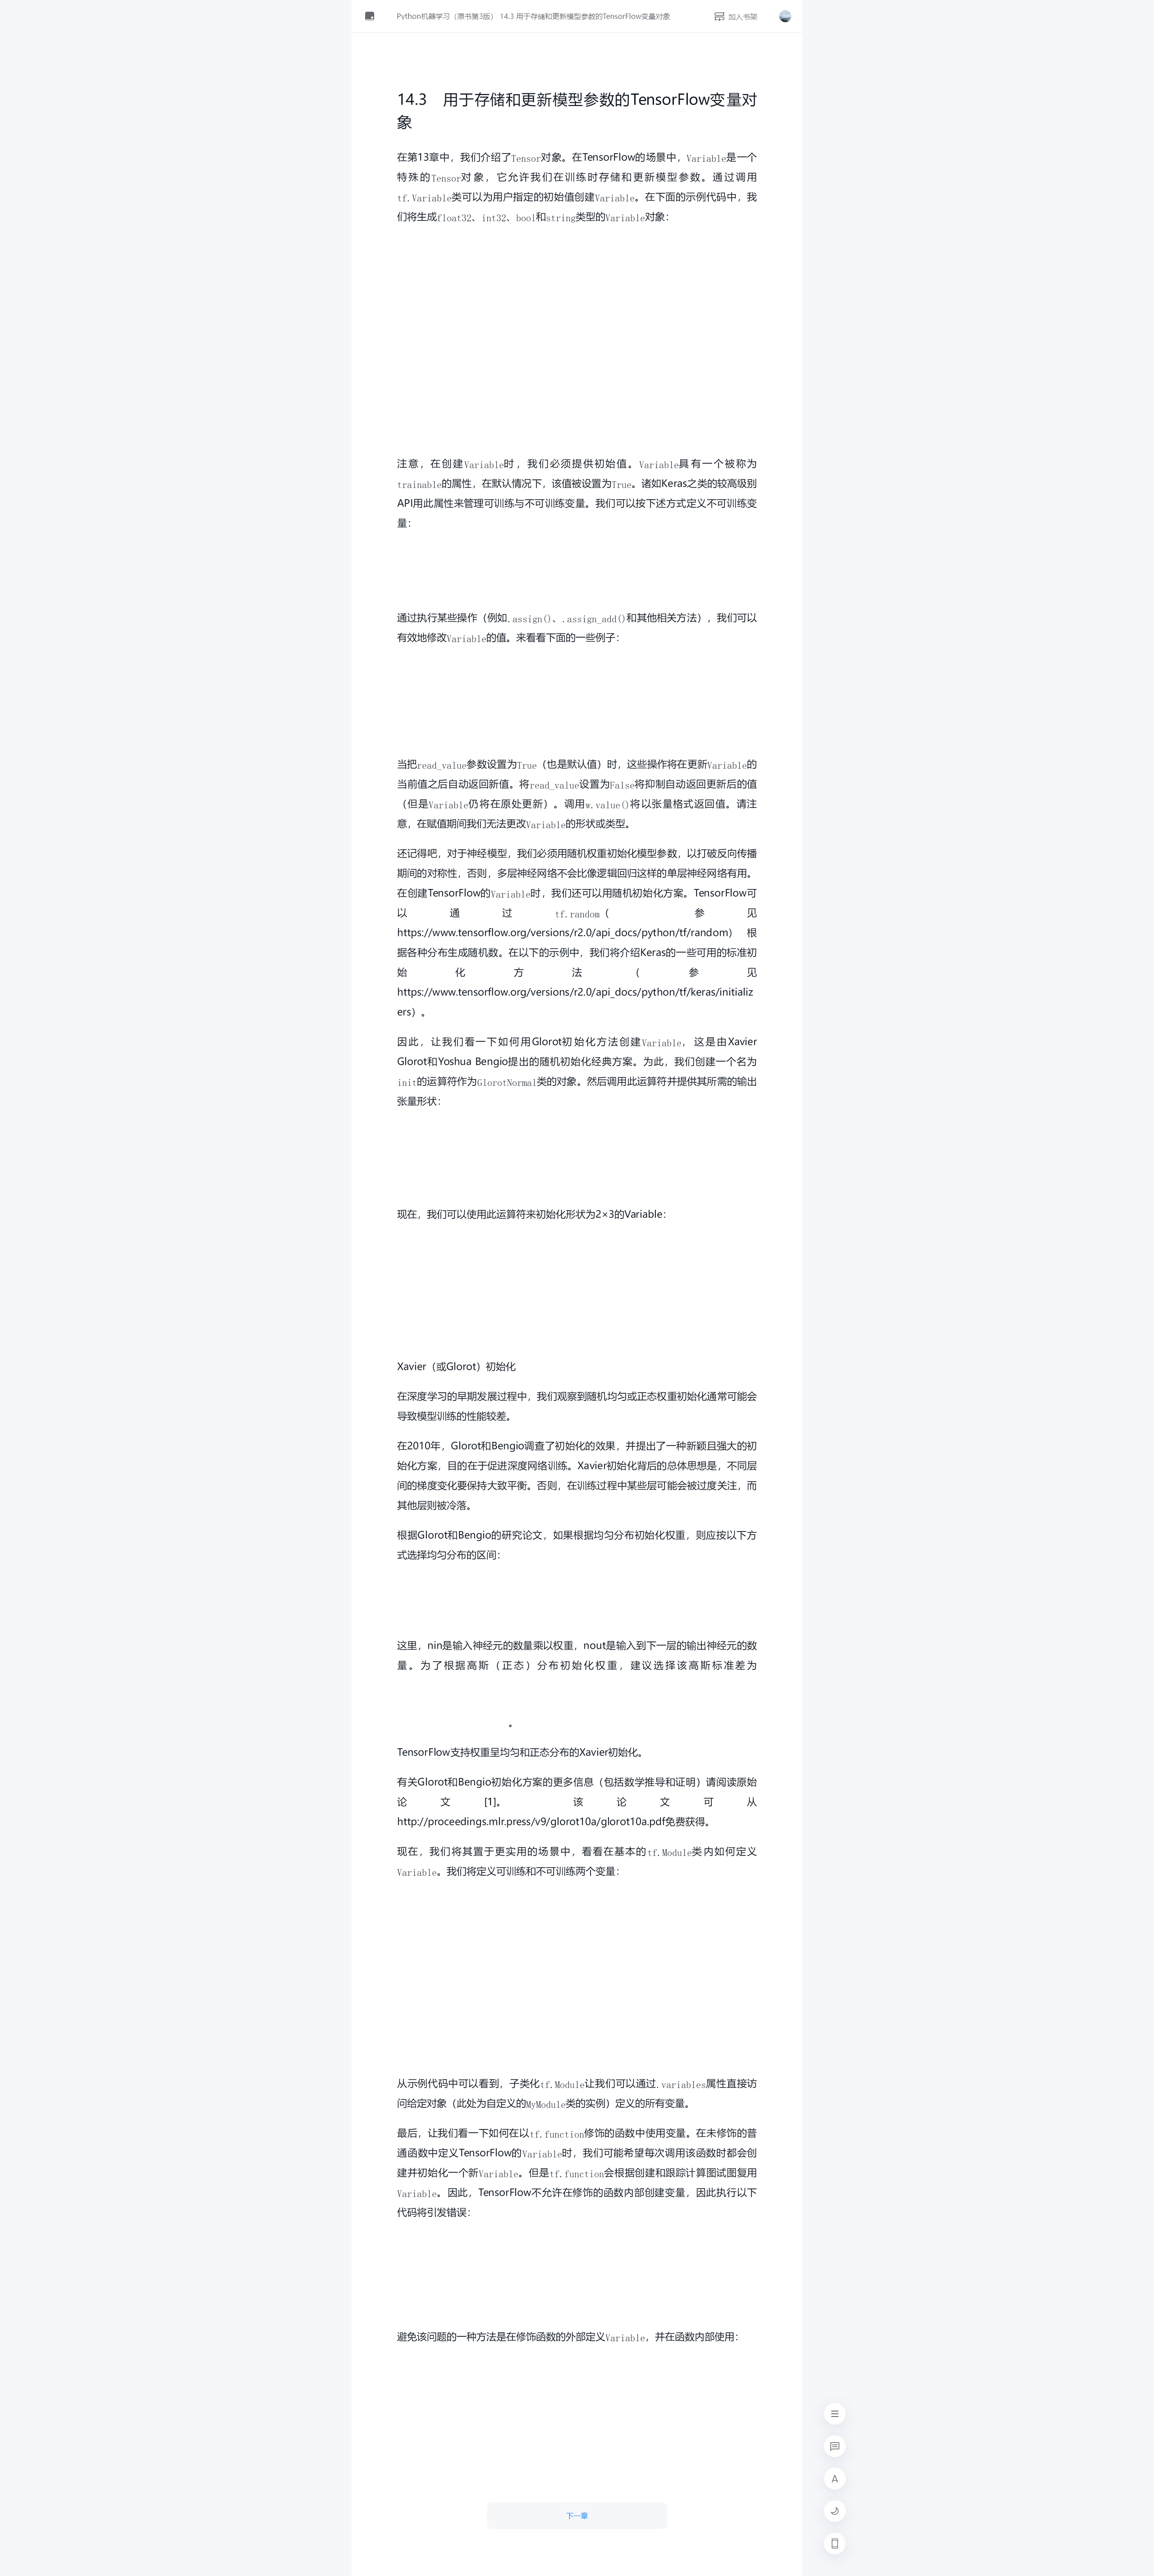 Python机器学习（原书第3版） 14.3 用于存储和更新模型参数的TensorFlow变量对象
加入书架
14.3 用于存储和更新模型参数的TensorFlow变量对
象
在第13章中，我们介绍了Tensor对象。在TensorFlow的场景中，Variable是一个
特殊的Tensor对象，它允许我们在训练时存储和更新模型参数。通过调用
tf.Variable类可以为用户指定的初始值创建Variable。在下面的示例代码中，我
们将生成float32、int32、bool和string类型的Variable对象：
注意，在创建Variable时，我们必须提供初始值。Variable具有一个被称为
trainable的属性，在默认情况下，该值被设置为True。诸如Keras之类的较高级别
API用此属性来管理可训练与不可训练变量。我们可以按下述方式定义不可训练变
量：
通过执行某些操作（例如.assign()、.assign_add()和其他相关方法），我们可以
有效地修改Variable的值。来看看下面的一些例子：
当把read_value参数设置为True（也是默认值）时，这些操作将在更新Variable的
当前值之后自动返回新值。将read_value设置为False将抑制自动返回更新后的值
（但是Variable仍将在原处更新）。调用w.value()将以张量格式返回值。请注
意，在赋值期间我们无法更改Variable的形状或类型。
还记得吧，对于神经模型，我们必须用随机权重初始化模型参数，以打破反向传播
期间的对称性，否则，多层神经网络不会比像逻辑回归这样的单层神经网络有用。
在创建TensorFlow的Variable时，我们还可以用随机初始化方案。TensorFlow可
以通过tf.random（参见
https://www.tensorflow.org/versions/r2.0/api_docs/python/tf/random） 根
据各种分布生成随机数。在以下的示例中，我们将介绍Keras的一些可用的标准初
始化方法（参见
https://www.tensorflow.org/versions/r2.0/api_docs/python/tf/keras/initializ
ers）。
因此，让我们看一下如何用Glorot初始化方法创建Variable，这是由Xavier
Glorot和Yoshua Bengio提出的随机初始化经典方案。为此，我们创建一个名为
init的运算符作为GlorotNormal类的对象。然后调用此运算符并提供其所需的输出
张量形状：
现在，我们可以使用此运算符来初始化形状为2×3的Variable：
Xavier（或Glorot）初始化
在深度学习的早期发展过程中，我们观察到随机均匀或正态权重初始化通常可能会
导致模型训练的性能较差。
在2010年，Glorot和Bengio调查了初始化的效果，并提出了一种新颖且强大的初
始化方案，目的在于促进深度网络训练。Xavier初始化背后的总体思想是，不同层
间的梯度变化要保持大致平衡。否则，在训练过程中某些层可能会被过度关注，而
其他层则被冷落。
根据Glorot和Bengio的研究论文，如果根据均匀分布初始化权重，则应按以下方
式选择均匀分布的区间：
这里，nin是输入神经元的数量乘以权重，nout是输入到下一层的输出神经元的数
量。为了根据高斯（正态）分布初始化权重，建议选择该高斯标准差为
。
TensorFlow支持权重呈均匀和正态分布的Xavier初始化。
有关Glorot和Bengio初始化方案的更多信息（包括数学推导和证明）请阅读原始
论文[1]。该论文可从
http://proceedings.mlr.press/v9/glorot10a/glorot10a.pdf免费获得。
现在，我们将其置于更实用的场景中，看看在基本的tf.Module类内如何定义
Variable。我们将定义可训练和不可训练两个变量：
从示例代码中可以看到，子类化tf.Module让我们可以通过.variables属性直接访
问给定对象（此处为自定义的MyModule类的实例）定义的所有变量。
最后，让我们看一下如何在以tf.function修饰的函数中使用变量。在未修饰的普
通函数中定义TensorFlow的Variable时，我们可能希望每次调用该函数时都会创
建并初始化一个新Variable。但是tf.function会根据创建和跟踪计算图试图复用
Variable。因此，TensorFlow不允许在修饰的函数内部创建变量，因此执行以下
代码将引发错误：
避免该问题的一种方法是在修饰函数的外部定义Variable，并在函数内部使用：
A
下一章